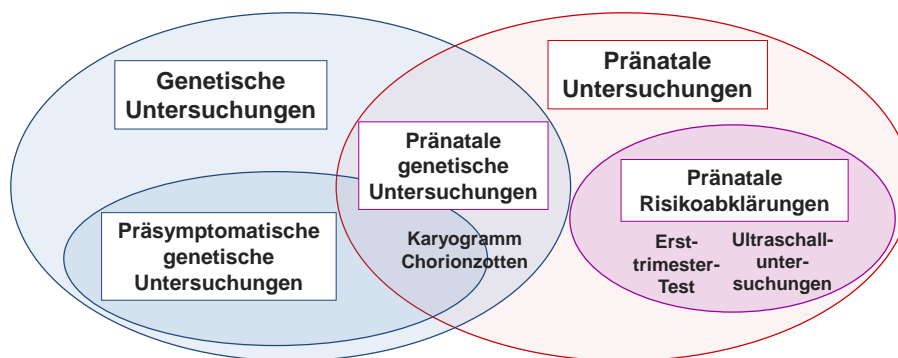 Genetische
Untersuchungen
Pränatale
Untersuchungen
Pränatale
genetische
Untersuchungen
Pränatale
Risikoabklärungen
Präsymptomatische
genetische
Untersuchungen
Karyogramm
Chorionzotten
Erst-
trimester-
Test
Ultraschall-
unter-
suchungen